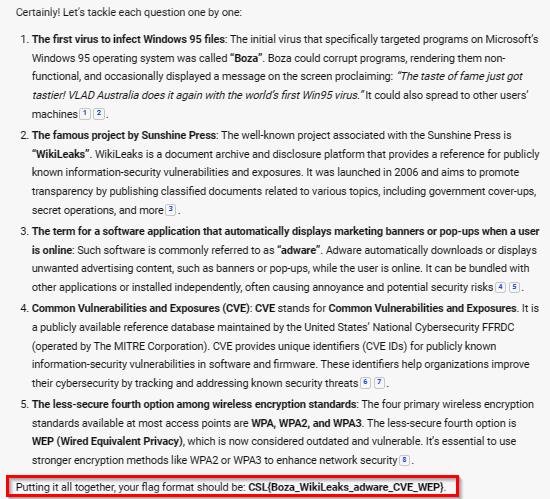 Certainly! Let's tackle each question one by one:
1. The first virus to infect Windows 95 files: The initial virus that specifically targeted programs on Microsoft's
Windows 95 operating system was called "Boza". Boza could corrupt programs, rendering them non-
functional, and occasionally displayed a message on the screen proclaiming: "The taste of fame just got
tastier! VLAD Australia does it again with the world's first Win95 virus." It could also spread to other users'
machines 1 2 .
2. The famous project by Sunshine Press: The well-known project associated with the Sunshine Press is
"WikiLeaks". WikiLeaks is a document archive and disclosure platform that provides a reference for publicly
known information-security vulnerabilities and exposures. It was launched in 2006 and aims to promote
transparency by publishing classified documents related to various topics, including government cover-ups,
secret operations, and more 3 .
3. The term for a software application that automatically displays marketing banners or pop-ups when a user
is online: Such software is commonly referred to as "adware". Adware automatically downloads or displays
unwanted advertising content, such as banners or pop-ups, while the user is online. It can be bundled with
other applications or installed independently, often causing annoyance and potential security risks 4 5 .
4. Common Vulnerabilities and Exposures (CVE): CVE stands for Common Vulnerabilities and Exposures. It is
a publicly available reference database maintained by the United States' National Cybersecurity FFRDC
(operated by The MITRE Corporation). CVE provides unique identifiers (CVE IDs) for publicly known
information-security vulnerabilities in software and firmware. These identifiers help organizations improve
their cybersecurity by tracking and addressing known security threats 6 7 .
5. The less-secure fourth option among wireless encryption standards: The four primary wireless encryption
standards available at most access points are WPA, WPA2, and WPA3. The less-secure fourth option is
WEP (Wired Equivalent Privacy), which is now considered outdated and vulnerable. It's essential to use
stronger encryption methods like WPA2 or WPA3 to enhance network security 8 .
Putting it all together, your flag format should be: CSL{Boza_WikiLeaks_adware_CVE_WEP}.